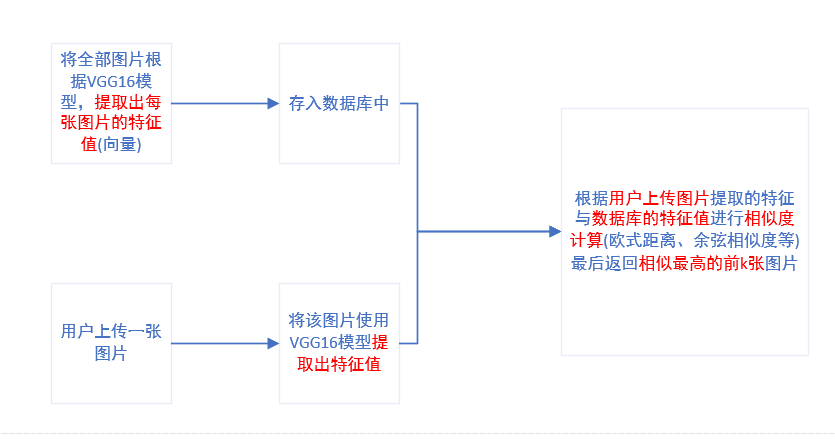 将全部图片根
据VGG16模
型，提取出每
张图片的特征
值(向量)
存入数据库中
用户上传一张
图片
将该图片使用
VGG16模型提
取出特征值
根据用户上传图片提取的特征
与数据库的特征值进行相似度
计算(欧式距离、余弦相似度等)
最后返回相似最高的前k张图片